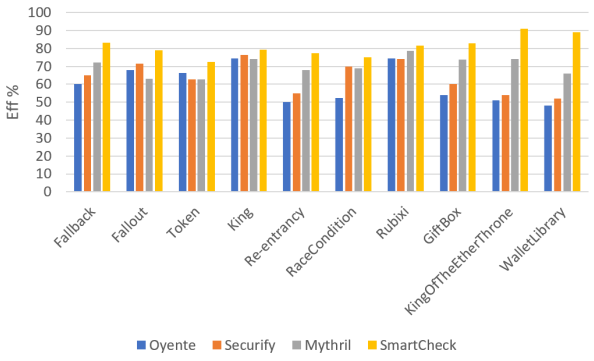 Eff %
100
90
80
70
60
50
40
30
20
10
0
Fallback
Fallout
Token
King
Re-entrancy
RaceCondition
Rubixi
GiftBox
KingOfTheEtherThrone
WalletLibrary
Oyente Securify Mythril SmartCheck